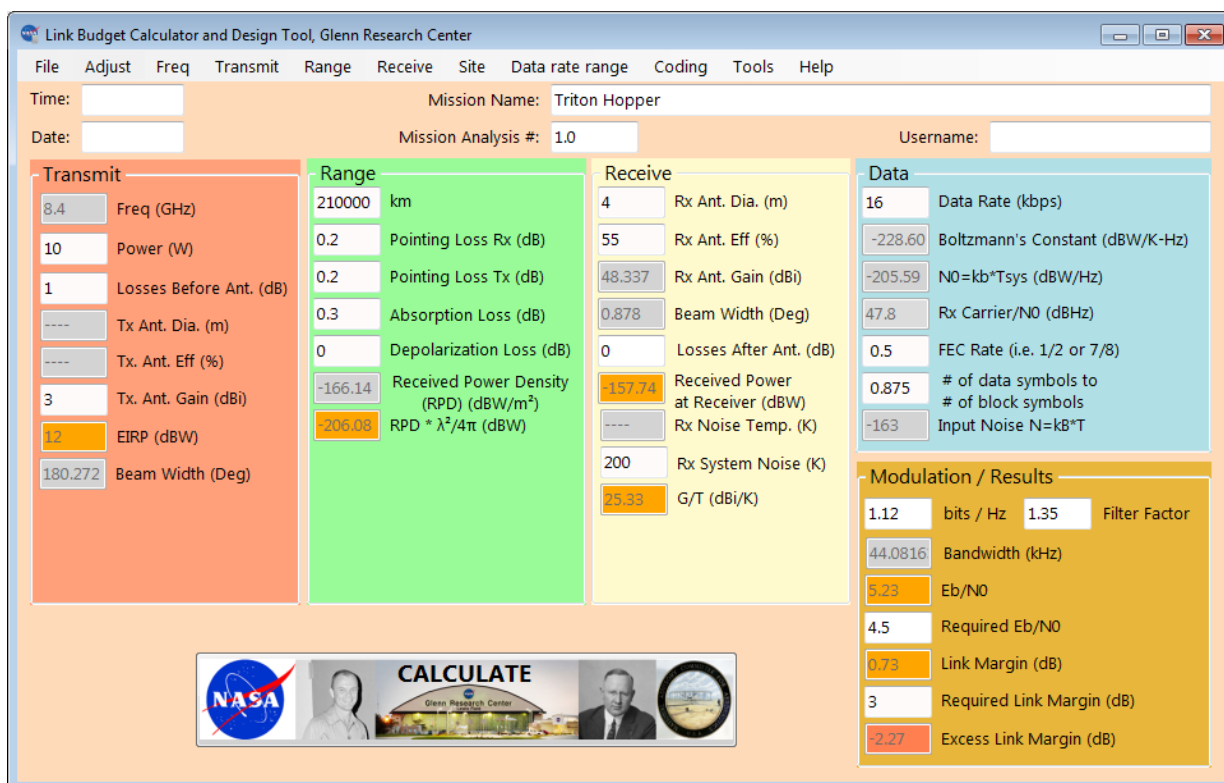 Link Budget Calculator and Design Tool, Glenn Research Center
File Adjust Freq Transmit Range Receive Site Data rate range Coding Tools Help
Time: Mission Name: Triton Hopper
Date: Mission Analysis #: 1.0 Username:
Transmit
8.4 Freq (GHz)
10 Power (W)
1 Losses Before Ant. (dB)
---- Tx Ant. Dia. (m)
---- Tx. Ant. Eff (%)
3 Tx. Ant. Gain (dBi)
12 EIRP (dBW)
180.272 Beam Width (Deg)
Range
210000 km
0.2 Pointing Loss Rx (dB)
0.2 Pointing Loss Tx (dB)
0.3 Absorption Loss (dB)
0 Depolarization Loss (dB)
-166.14 Received Power Density
(RPD) (dBW/m²)
-206.08 RPD * λ²/4π (dBW)
Receive
4 Rx Ant. Dia. (m)
55 Rx Ant. Eff (%)
48.337 Rx Ant. Gain (dBi)
0.878 Beam Width (Deg)
0 Losses After Ant. (dB)
-157.74 Received Power
at Receiver (dBW)
---- Rx Noise Temp. (K)
200 Rx System Noise (K)
25.33 G/T (dBi/K)
Data
16 Data Rate (kbps)
-228.60 Boltzmann's Constant (dBW/K-Hz)
-205.59 N0=kb*Tsys (dBW/Hz)
47.8 Rx Carrier/N0 (dBHz)
0.5 FEC Rate (i.e. 1/2 or 7/8)
0.875 # of data symbols to
# of block symbols
-163 Input Noise N=kB*T
Modulation / Results
1.12 bits / Hz 1.35 Filter Factor
44.0816 Bandwidth (kHz)
5.23 Eb/N0
4.5 Required Eb/N0
0.73 Link Margin (dB)
3 Required Link Margin (dB)
-2.27 Excess Link Margin (dB)
CALCULATE
NASA
Glenn Research Center